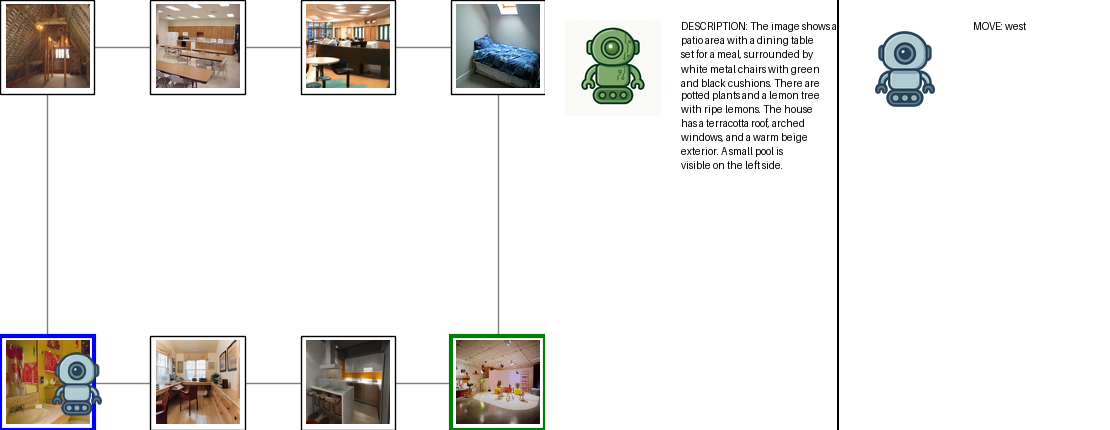 DESCRIPTION: The image shows a
patio area with a dining table
set for a meal, surrounded by
white metal chairs with green
and black cushions. There are
potted plants and a lemon tree
with ripe lemons. The house
has a terracotta roof, arched
windows, and a warm beige
exterior. A small pool is
visible on the left side.
MOVE: west